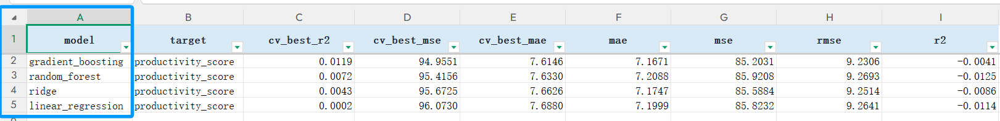 A B C D E F G H I
1 model target cv_best_r2 cv_best_mse cv_best_mae mae mse rmse r2
2 gradient_boosting productivity_score 0.0119 94.9551 7.6146 7.1671 85.2031 9.2306 -0.0041
3 random_forest productivity_score 0.0072 95.4156 7.6330 7.2088 85.9208 9.2693 -0.0125
4 ridge productivity_score 0.0043 95.6725 7.6626 7.1747 85.5884 9.2514 -0.0086
5 linear_regression productivity_score 0.0002 96.0730 7.6880 7.1999 85.8232 9.2641 -0.0114